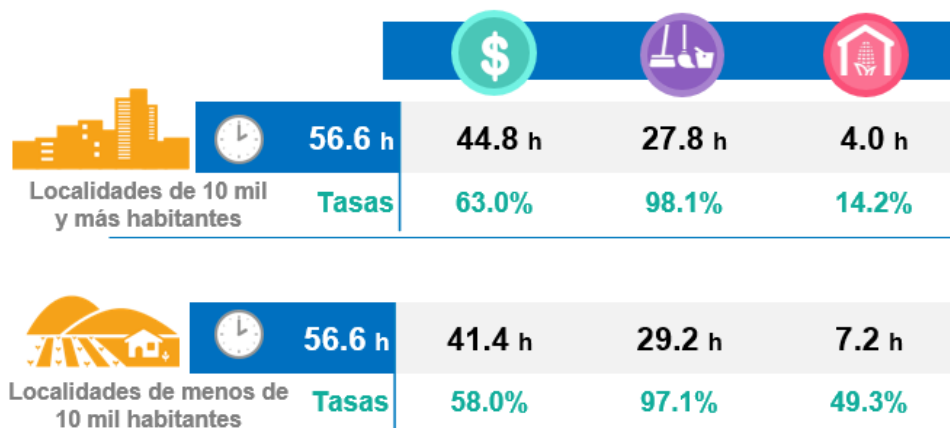 $
56.6 h 44.8 h 27.8 h 4.0 h
Localidades de 10 mil
y más habitantes
Tasas 63.0% 98.1% 14.2%
56.6 h 41.4 h 29.2 h 7.2 h
Localidades de menos de
10 mil habitantes
Tasas 58.0% 97.1% 49.3%